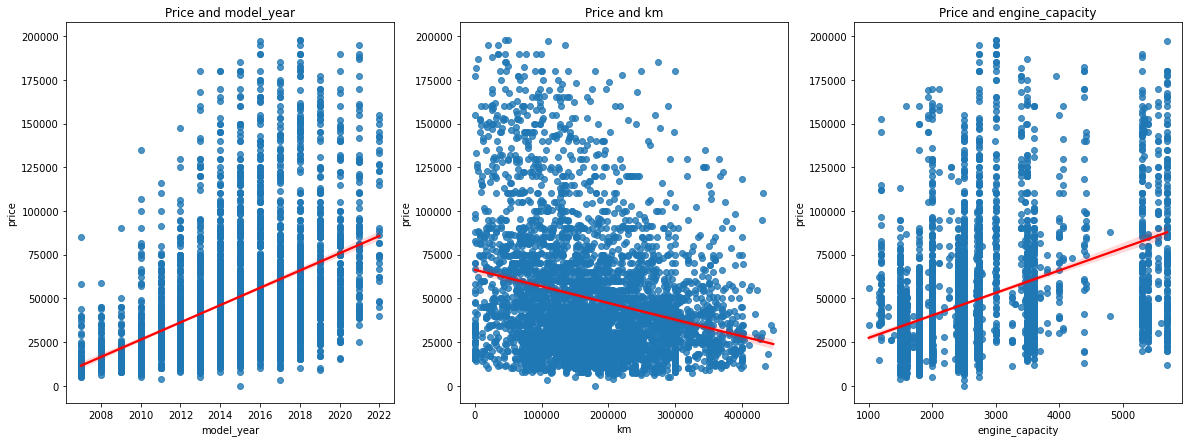 Price and model_year
200000
175000
150000
125000
100000
75000
50000
25000
0
price
2008 2010 2012 2014 2016 2018 2020 2022
model_year
Price and km
200000
175000
150000
125000
100000
75000
50000
25000
0
price
0 100000 200000 300000 400000
km
Price and engine_capacity
200000
175000
150000
125000
100000
75000
50000
25000
0
price
1000 2000 3000 4000 5000
engine_capacity